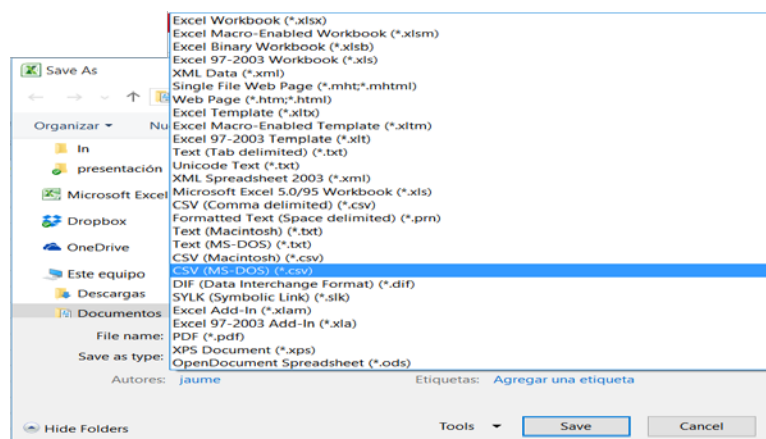 Excel Workbook (*.xlsx)
Excel Macro-Enabled Workbook (*.xlsm)
Excel Binary Workbook (*.xlsb)
Excel 97-2003 Workbook (*.xls)
XML Data (*.xml)
Single File Web Page (*.mht;*.mhtml)
Web Page (*.htm;*.html)
Excel Template (*.xltx)
Excel Macro-Enabled Template (*.xltm)
Excel 97-2003 Template (*.xlt)
Text (Tab delimited) (*.txt)
Unicode Text (*.txt)
XML Spreadsheet 2003 (*.xml)
Microsoft Excel 5.0/95 Workbook (*.xls)
CSV (Comma delimited) (*.csv)
Formatted Text (Space delimited) (*.prn)
Text (Macintosh) (*.txt)
Text (MS-DOS) (*.txt)
CSV (Macintosh) (*.csv)
CSV (MS-DOS) (*.csv)
DIF (Data Interchange Format) (*.dif)
SYLK (Symbolic Link) (*.slk)
Excel Add-In (*.xlam)
Excel 97-2003 Add-In (*.xla)
PDF (*.pdf)
XPS Document (*.xps)
OpenDocument Spreadsheet (*.ods)
Save As
Organizar Nu
In
presentación
Microsoft Excel
Dropbox
OneDrive
Este equipo
Descargas
Documentos
File name:
Save as type:
Autores: jaume Etiquetas: Agregar una etiqueta
Hide Folders Tools Save Cancel